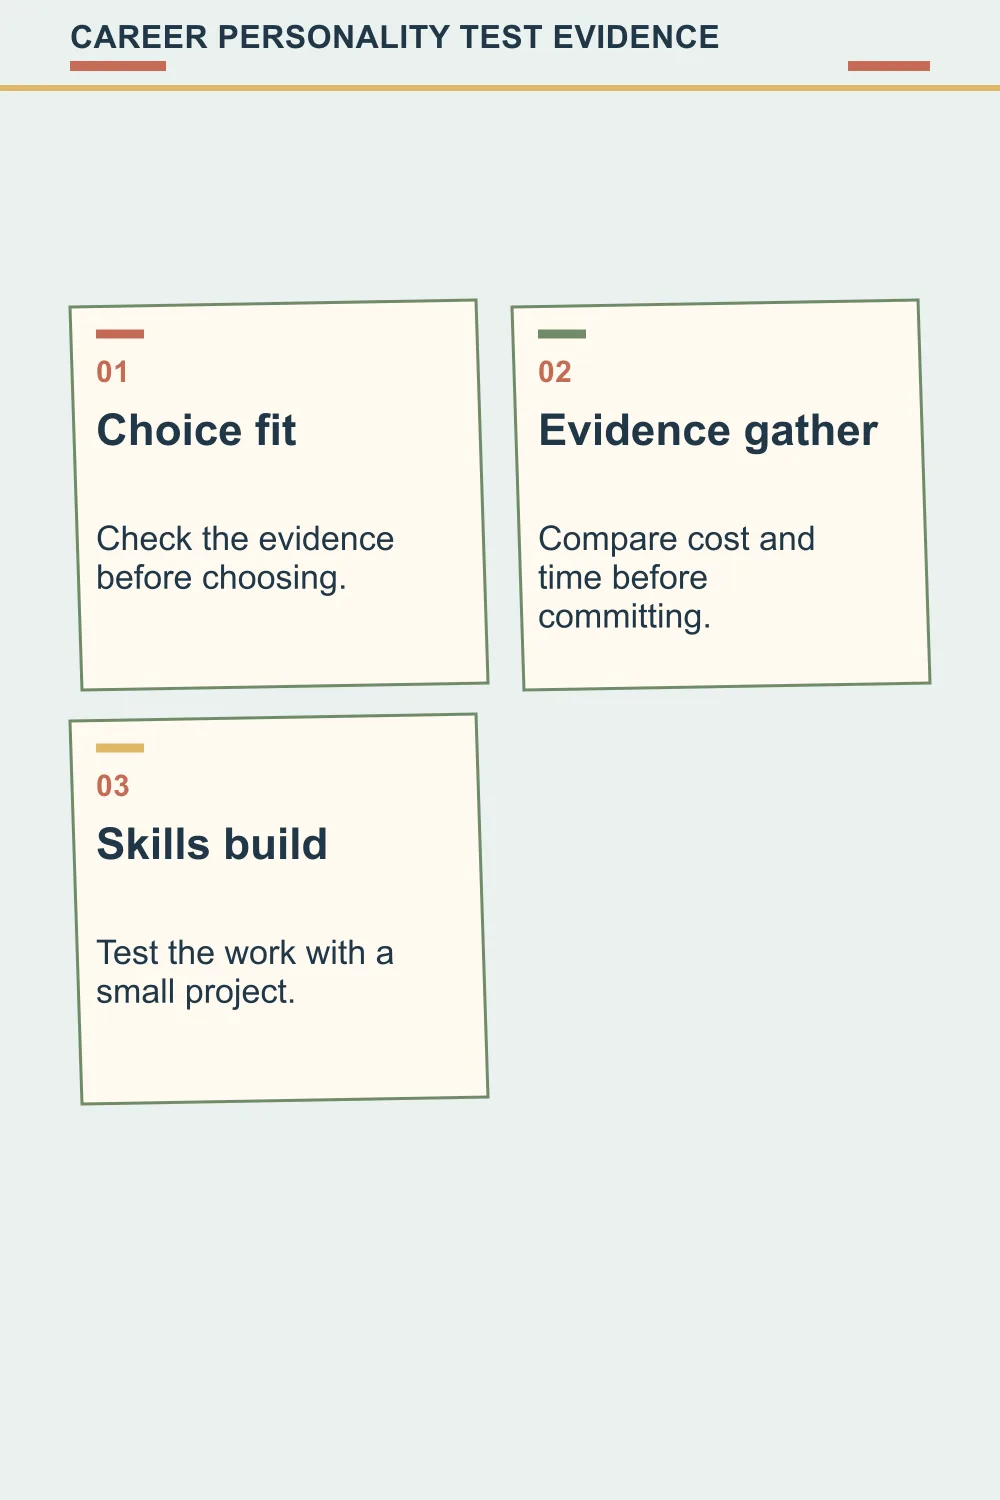 CAREER PERSONALITY TEST EVIDENCE
01
Choice fit
Check the evidence
before choosing.
02
Evidence gather
Compare cost and
time before
committing.
03
Skills build
Test the work with a
small project.